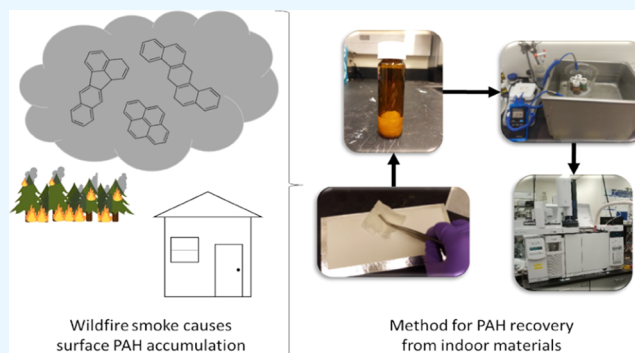 Wildfire smoke causes
surface PAH accumulation
Method for PAH recovery
from indoor materials